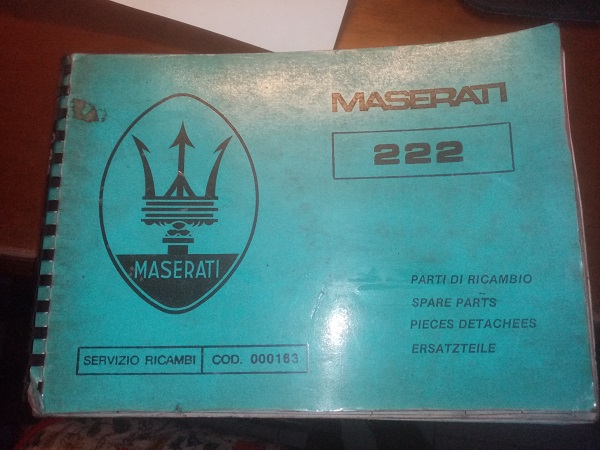 MASERATI
222
MASERATI
PARTI DI RICAMBIO
SPARE PARTS
PIECES DETACHEES
ERSATZTEILE
SERVIZIO RICAMBI COD. 000163